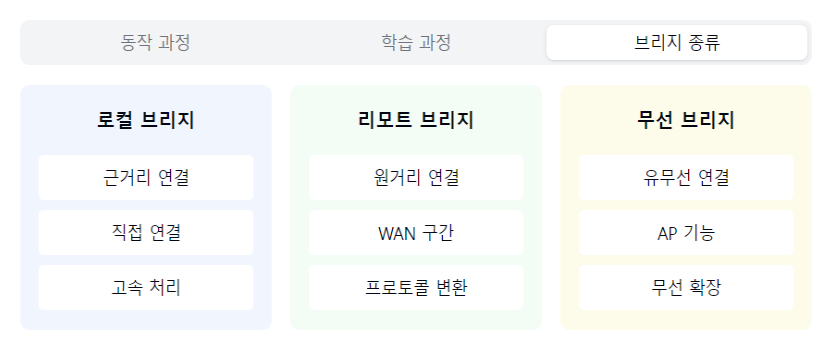 동작 과정
학습 과정
브리지 종류
로컬 브리지
근거리 연결
직접 연결
고속 처리
리모트 브리지
원거리 연결
WAN 구간
프로토콜 변환
무선 브리지
유무선 연결
AP 기능
무선 확장